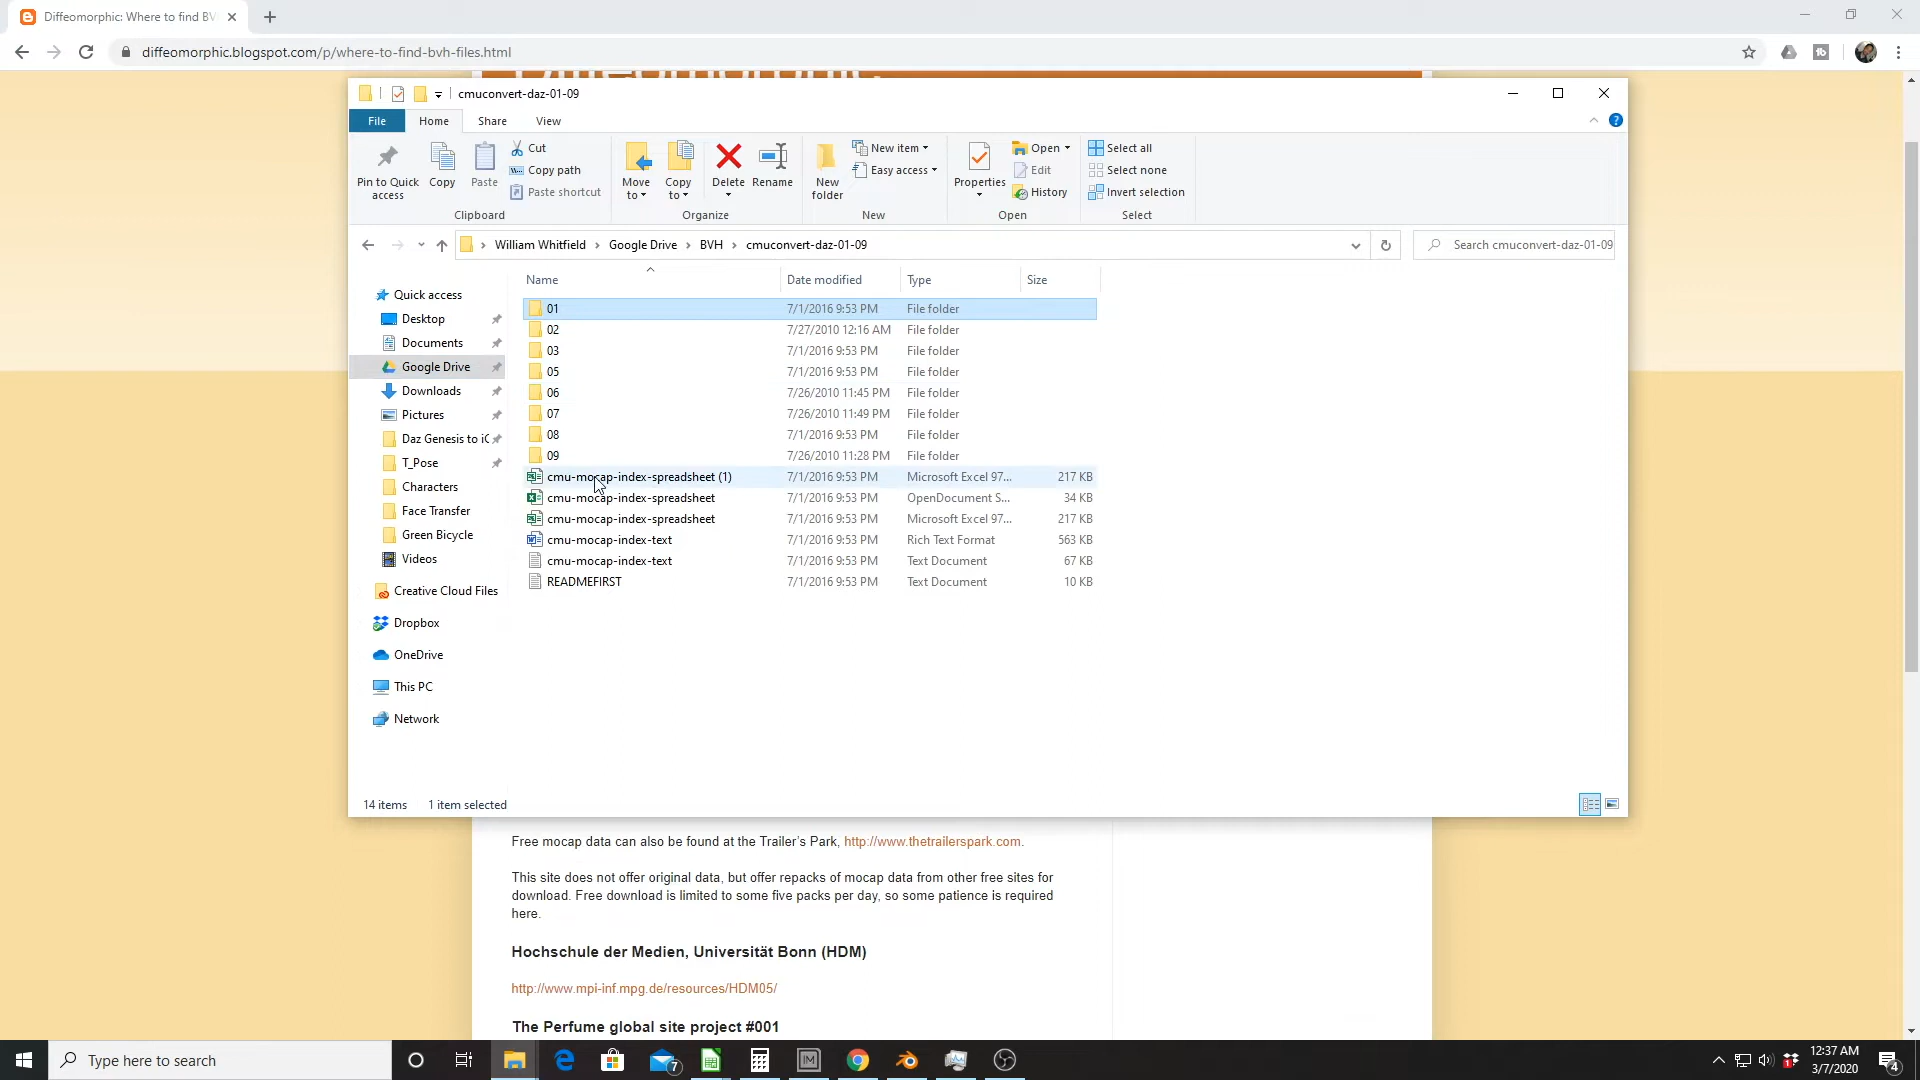 Diffeomorphic: Where to find BV
diffeomorphic.blogspot.com/p/where-to-find-bvh-files.html
cmuconvert-daz-01-09
File Home Share View
Pin to Quick access
Copy
Paste
Cut
Copy path
Paste shortcut
Clipboard
Move to
Copy to
Delete
Rename
Organize
New folder
New item
Easy access
New
Properties
Open
Edit
History
Open
Select all
Select none
Invert selection
Select
William Whitfield > Google Drive > BVH > cmuconvert-daz-01-09
Search cmuconvert-daz-01-09
Name Date modified Type Size
01 7/1/2016 9:53 PM File folder
02 7/27/2010 12:16 AM File folder
03 7/1/2016 9:53 PM File folder
05 7/1/2016 9:53 PM File folder
06 7/26/2010 11:45 PM File folder
07 7/26/2010 11:49 PM File folder
08 7/1/2016 9:53 PM File folder
09 7/26/2010 11:28 PM File folder
cmu-mocap-index-spreadsheet (1) 7/1/2016 9:53 PM Microsoft Excel 97... 217 KB
cmu-mocap-index-spreadsheet 7/1/2016 9:53 PM OpenDocument S... 34 KB
cmu-mocap-index-spreadsheet 7/1/2016 9:53 PM Microsoft Excel 97... 217 KB
cmu-mocap-index-text 7/1/2016 9:53 PM Rich Text Format 563 KB
cmu-mocap-index-text 7/1/2016 9:53 PM Text Document 67 KB
READMEFIRST 7/1/2016 9:53 PM Text Document 10 KB
Quick access
Desktop
Documents
Google Drive
Downloads
Pictures
Daz Genesis to iC
T_Pose
Characters
Face Transfer
Green Bicycle
Videos
Creative Cloud Files
Dropbox
OneDrive
This PC
Network
14 items 1 item selected
Free mocap data can also be found at the Trailer's Park, http://www.thetrailerspark.com.
This site does not offer original data, but offer repacks of mocap data from other free sites for
download. Free download is limited to some five packs per day, so some patience is required
here.
Hochschule der Medien, Universität Bonn (HDM)
http://www.mpi-inf.mpg.de/resources/HDM05/
The Perfume global site project #001
Type here to search
7
12:37 AM
3/7/2020
4